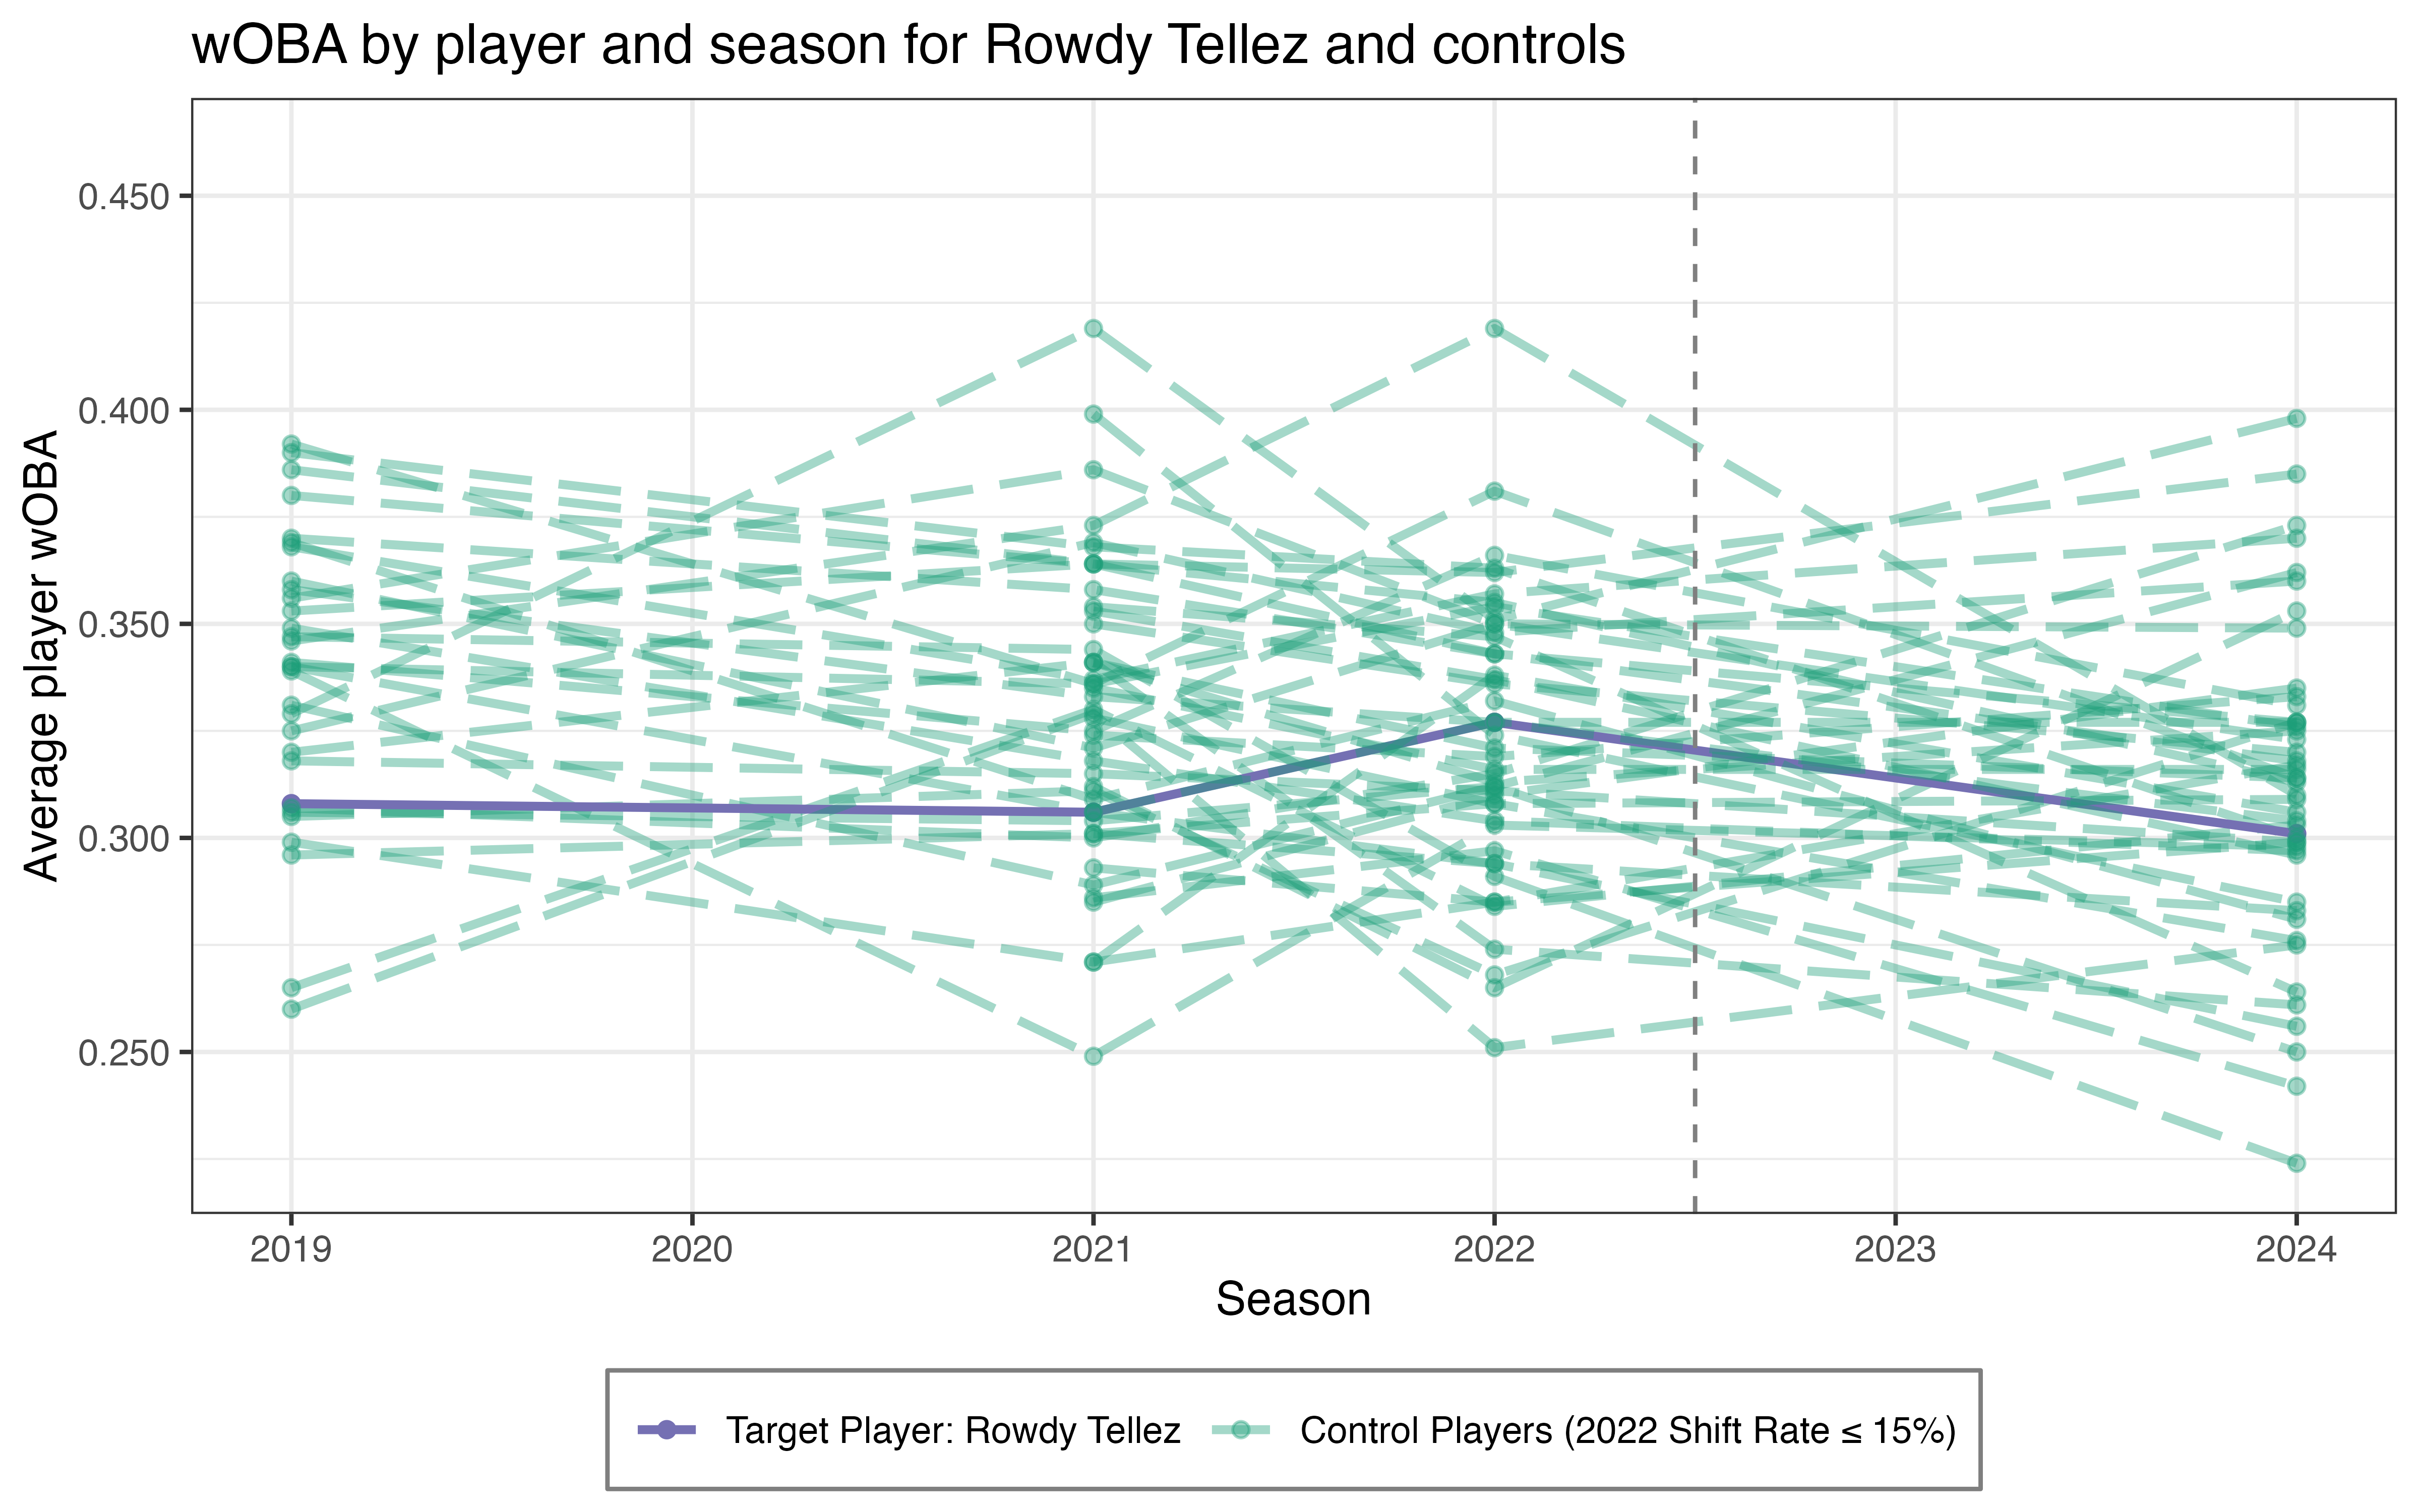 wOBA by player and season for Rowdy Tellez and controls
Average player wOBA
0.450
0.400
0.350
0.300
0.250
2019 2020 2021 2022 2023 2024
Season
Target Player: Rowdy Tellez Control Players (2022 Shift Rate ≤ 15%)